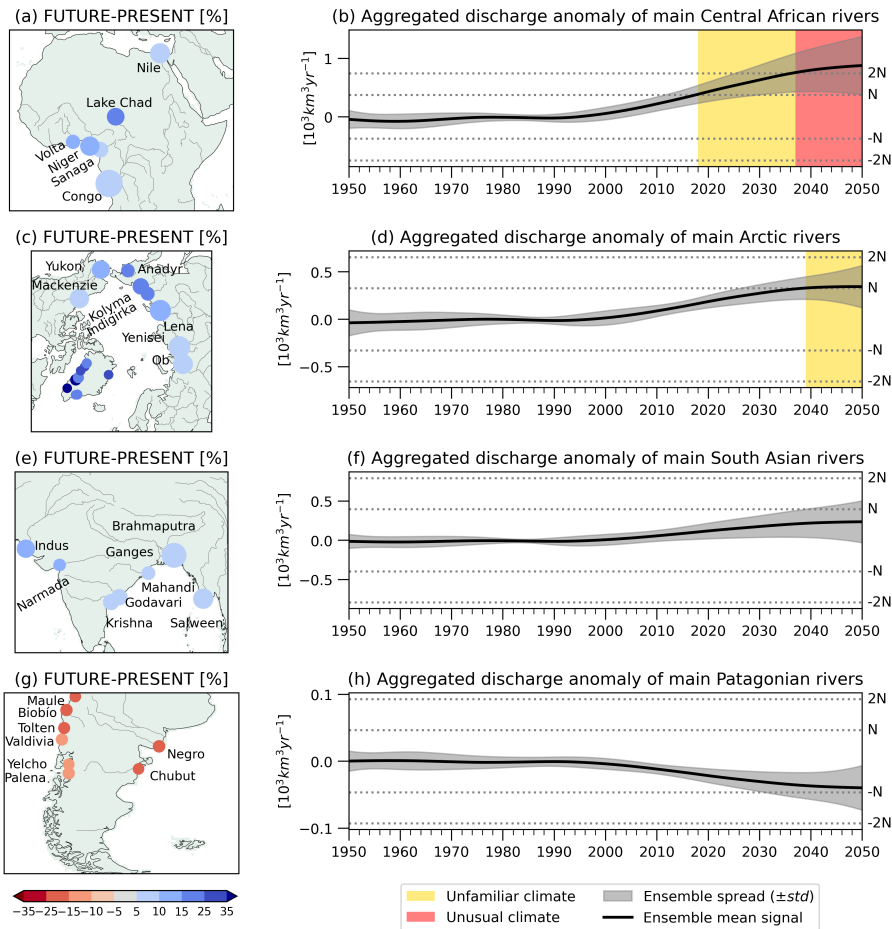 (a) FUTURE-PRESENT [%]
Nile
Lake Chad
Volta
Niger
Sanaga
Congo
(b) Aggregated discharge anomaly of main Central African rivers
[10³km³yr⁻¹]
1
0
2N
N
-N
-2N
1950 1960 1970 1980 1990 2000 2010 2020 2030 2040 2050
(c) FUTURE-PRESENT [%]
Yukon
Anadyr
Mackenzie
Kolyma
Indigirka
Lena
Yenisei
Ob
(d) Aggregated discharge anomaly of main Arctic rivers
[10³km³yr⁻¹]
0.5
0.0
−0.5
2N
N
-N
-2N
1950 1960 1970 1980 1990 2000 2010 2020 2030 2040 2050
(e) FUTURE-PRESENT [%]
Brahmaputra
Indus
Ganges
Narmada
Mahandi
Godavari
Krishna
Salween
(f) Aggregated discharge anomaly of main South Asian rivers
[10³km³yr⁻¹]
0.5
0.0
−0.5
2N
N
-N
-2N
1950 1960 1970 1980 1990 2000 2010 2020 2030 2040 2050
(g) FUTURE-PRESENT [%]
Maule
Biobío
Tolten
Valdivia
Negro
Yelcho
Palena
Chubut
(h) Aggregated discharge anomaly of main Patagonian rivers
[10³km³yr⁻¹]
0.1
0.0
−0.1
2N
N
-N
-2N
1950 1960 1970 1980 1990 2000 2010 2020 2030 2040 2050
−35 −25 −15 −10 −5 5 10 15 25 35
Unfamiliar climate
Unusual climate
Ensemble spread (±std)
Ensemble mean signal